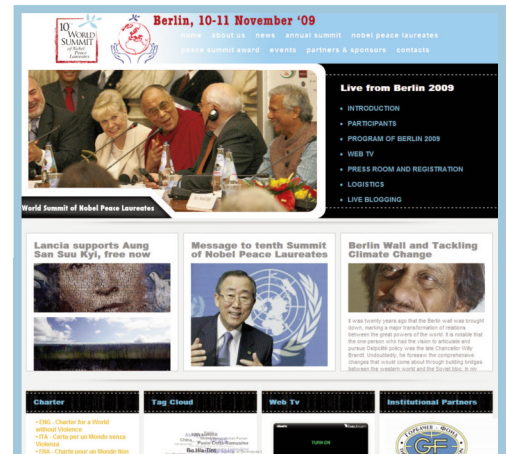 10° WORLD
SUMMIT
of Nobel
Peace
Laureates
Berlin, 10-11 November ‘09
home about us news annual summit nobel peace laureates
peace summit award events partners & sponsors contacts
World Summit of Nobel Peace Laureates
Live from Berlin 2009
• INTRODUCTION
• PARTICIPANTS
• PROGRAM OF BERLIN 2009
• WEB TV
• PRESS ROOM AND REGISTRATION
• LOGISTICS
• LIVE BLOGGING
Lancia supports Aung
San Suu Kyi, free now
Message to tenth Summit
of Nobel Peace Laureates
Berlin Wall and Tackling
Climate Change
It was twenty years ago that the Berlin wall was brought
down, marking a major transformation of relations
between the great powers of the world. It is notable that
the one person who had the vision to articulate and
pursue Ostpolitik policy was the late Chancellor Willy
Brandt. Undoubtedly, he foresaw the comprehensive
changes that would come about through building bridges
between the western world and the Soviet bloc. In my
Charter
• ENG - Charter for a World
without Violence
• ITA - Carta per un Mondo senza
Violenza
• FRA - Charte pour un Monde Non
Tag Cloud
China
Web Tv
TURN ON
Institutional Partners
GF